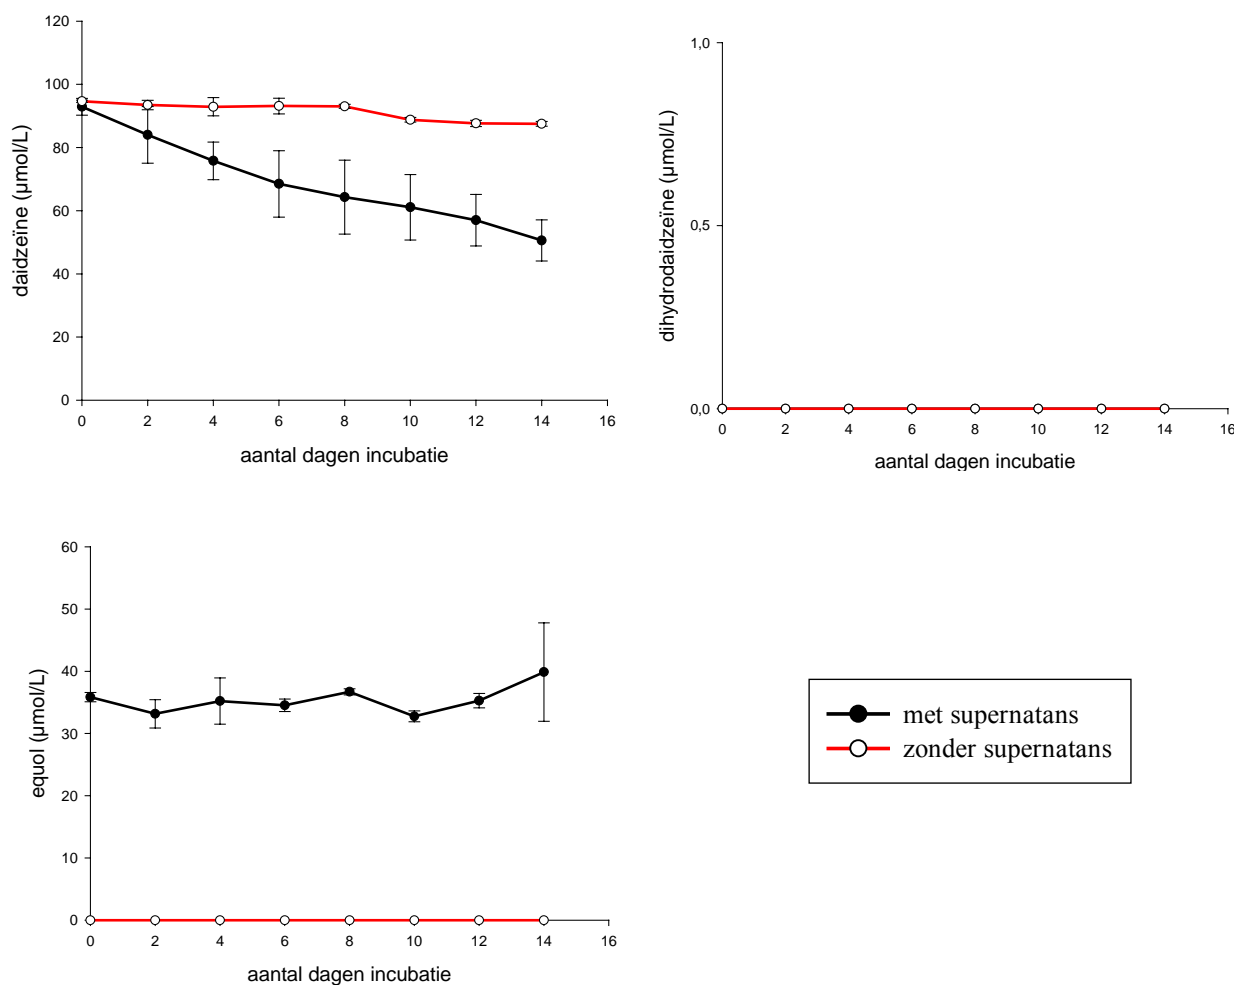 120
100
80
60
40
20
0
daidzeïne (µmol/L)
0 2 4 6 8 10 12 14 16
aantal dagen incubatie
1,0
0,5
0,0
dihydrodaidzeïne (µmol/L)
0 2 4 6 8 10 12 14 16
aantal dagen incubatie
60
50
40
30
20
10
0
equol (µmol/L)
0 2 4 6 8 10 12 14 16
aantal dagen incubatie
met supernatans
zonder supernatans